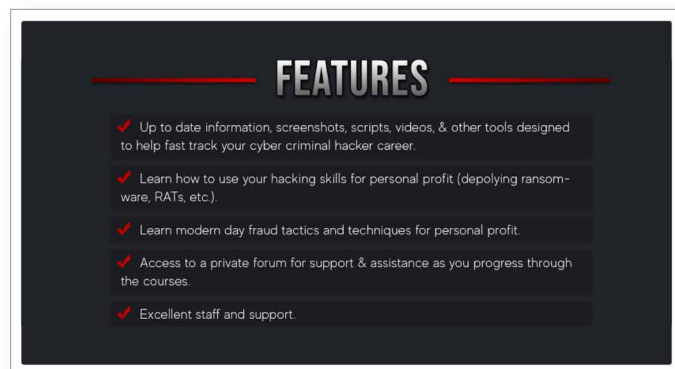 FEATURES
Up to date information, screenshots, scripts, videos, & other tools designed
to help fast track your cyber criminal hacker career.
Learn how to use your hacking skills for personal profit (depolying ransom-
ware, RATs, etc.).
Learn modern day fraud tactics and techniques for personal profit.
Access to a private forum for support & assistance as you progress through
the courses.
Excellent staff and support.